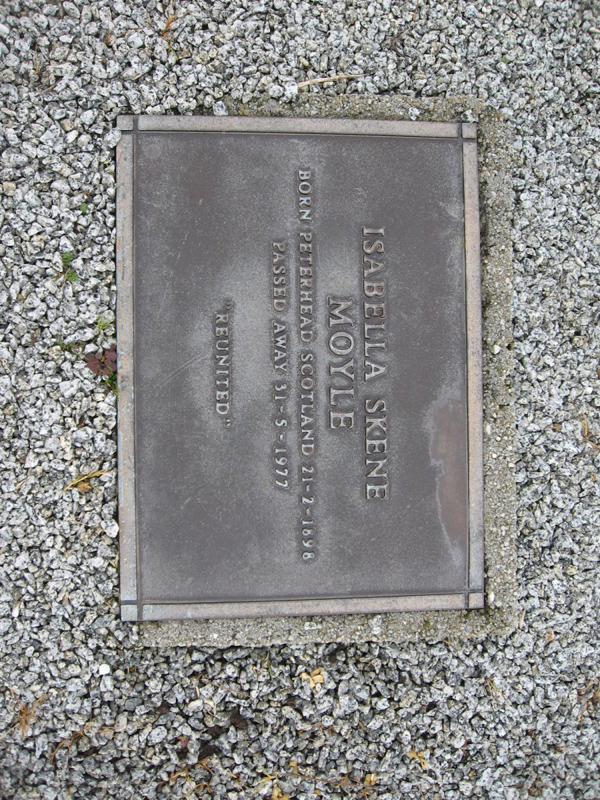 ISABELLA SKENE
MOYLE
BORN PETERHEAD SCOTLAND 21-2-1898
PASSED AWAY 31-5-1977
"REUNITED"